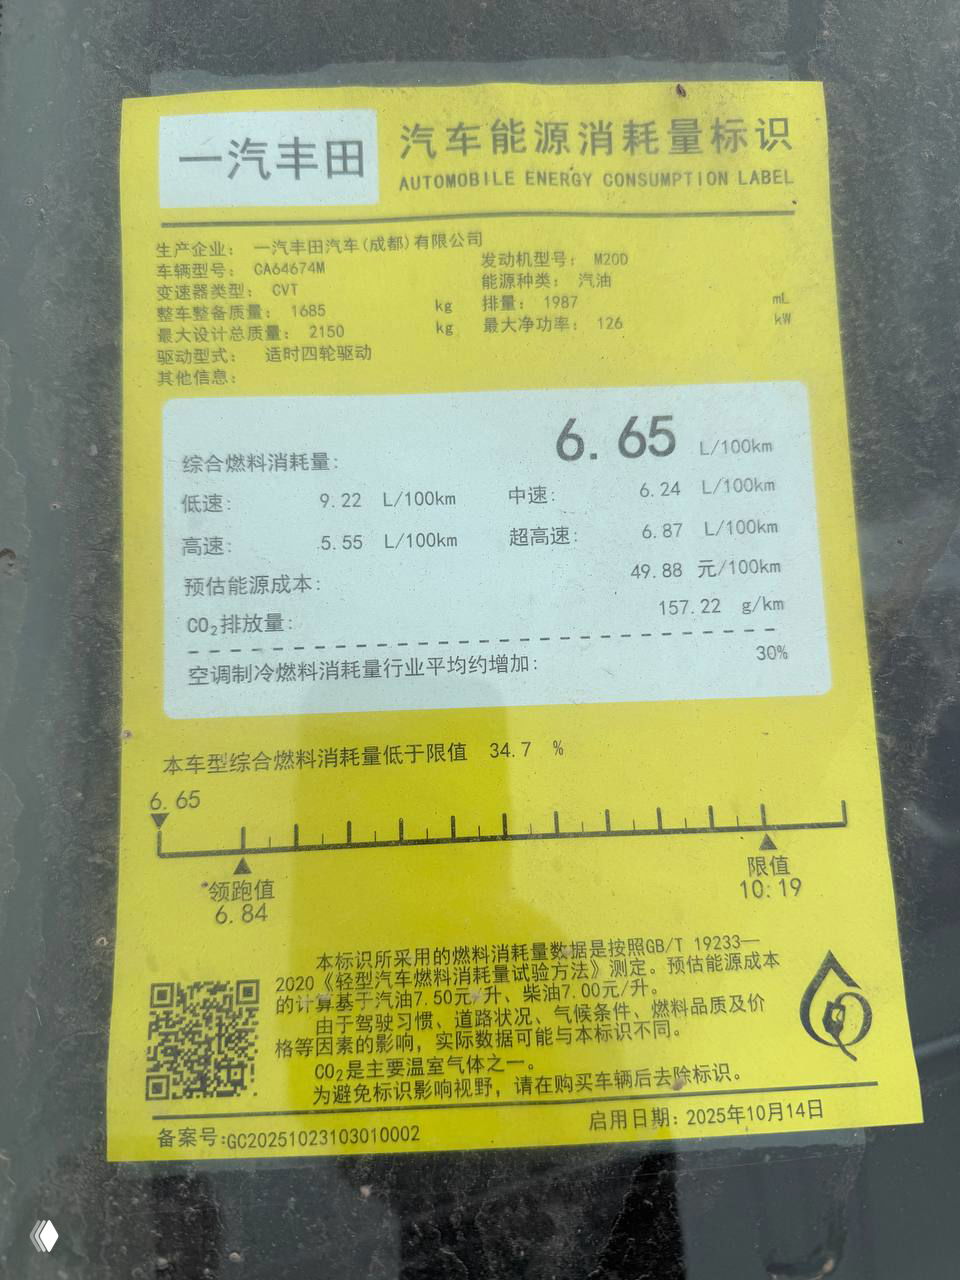 一汽丰田
汽车能源消耗量标识
AUTOMOBILE ENERGY CONSUMPTION LABEL
生产企业: 一汽丰田汽车(成都)有限公司
车辆型号: CA64674M
发动机型号: M20D
变速器类型: CVT
能源种类: 汽油
整车整备质量: 1685 kg
排量: 1987 mL
最大设计总质量: 2150 kg
最大净功率: 126 kW
驱动型式: 适时四轮驱动
其他信息:
综合燃料消耗量: 6.65 L/100km
低速: 9.22 L/100km 中速: 6.24 L/100km
高速: 5.55 L/100km 超高速: 6.87 L/100km
预估能源成本: 49.88 元/100km
CO₂排放量: 157.22 g/km
空调制冷燃料消耗量行业平均约增加: 30%
本车型综合燃料消耗量低于限值 34.7 %
6.65
领跑值
6.84
限值
10.19
本标识所采用的燃料消耗量数据是按照GB/T 19233—
2020《轻型汽车燃料消耗量试验方法》测定。预估能源成本
的计算基于汽油7.50元/升、柴油7.00元/升。
由于驾驶习惯、道路状况、气候条件、燃料品质及价
格等因素的影响，实际数据可能与本标识不同。
CO₂是主要温室气体之一。
为避免标识影响视野，请在购买车辆后去除标识。
备案号:GC20251023103010002
启用日期: 2025年10月14日